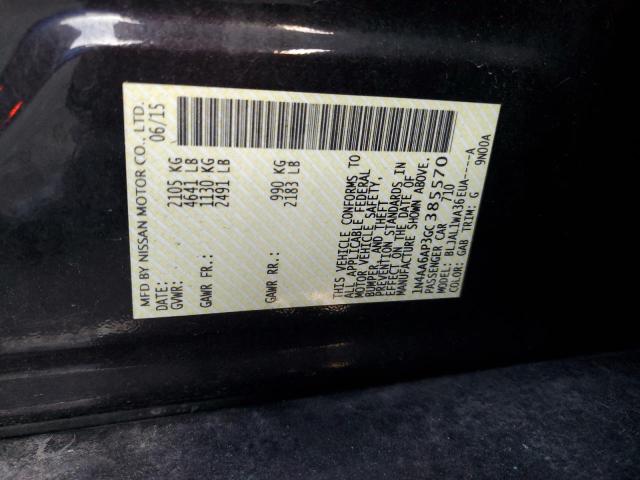 MFD BY NISSAN MOTOR CO., LTD.
DATE: 06/15
GVWR: 2105 KG
4641 LB
GAWR FR.: 1130 KG
2491 LB
GAWR RR.: 990 KG
2183 LB
THIS VEHICLE CONFORMS TO
ALL APPLICABLE FEDERAL
MOTOR VEHICLE SAFETY,
BUMPER, AND THEFT
PREVENTION STANDARDS IN
EFFECT ON THE DATE OF
MANUFACTURE SHOWN ABOVE.
1N4AA6AP3GC385570
PASSENGER CAR 710
MODEL: BLJAL1WA36EUA-----A
COLOR: GAB TRIM: G 9N00A